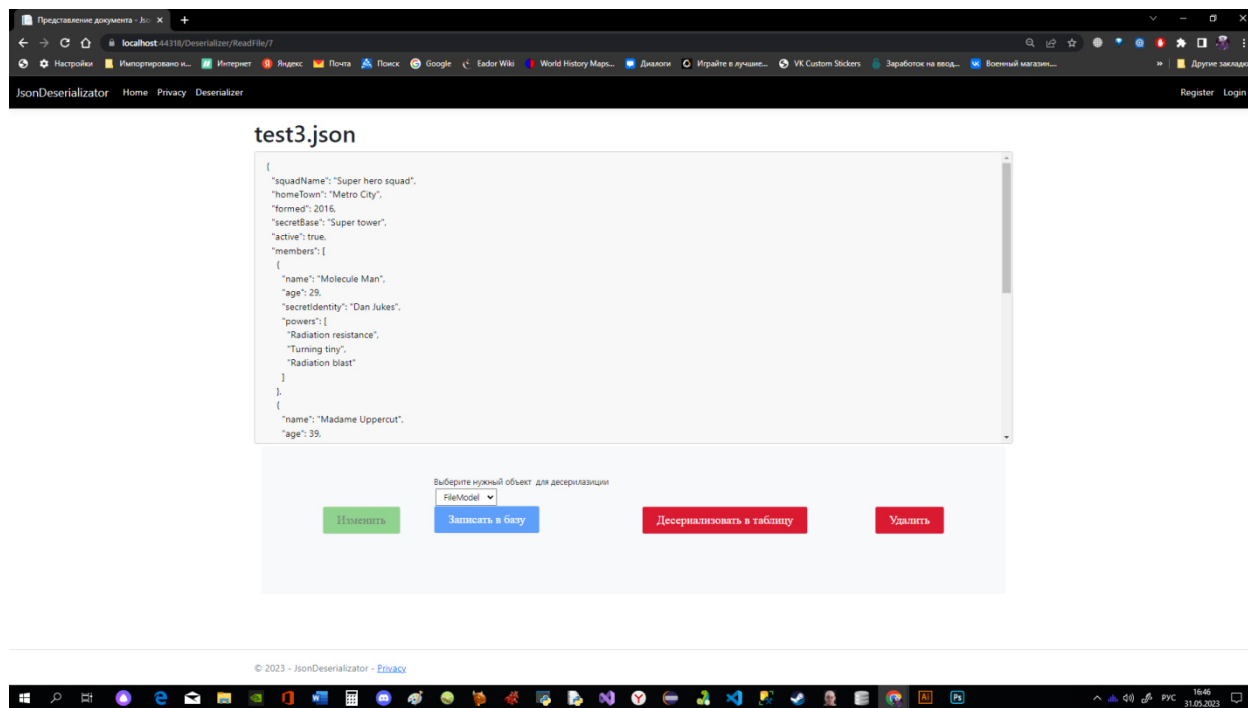 Представление документа - Jso
localhost:44318/Deserializer/ReadFile/7
Настройки Импортировано и... Интернет Яндекс Почта Поиск Google Eador Wiki World History Maps... Диалоги Играйте в лучшие... VK Custom Stickers Заработок на ввод... Военный магазин... » Другие закладки
JsonDeserializator Home Privacy Deserializer Register Login
test3.json
{
"squadName": "Super hero squad",
"homeTown": "Metro City",
"formed": 2016,
"secretBase": "Super tower",
"active": true,
"members": [
{
"name": "Molecule Man",
"age": 29,
"secretIdentity": "Dan Jukes",
"powers": [
"Radiation resistance",
"Turning tiny",
"Radiation blast"
]
},
{
"name": "Madame Uppercut",
"age": 39,
Выберите нужный объект для десерилазиции
FileModel
Изменить Записать в базу Десериализовать в таблицу Удалить
© 2023 - JsonDeserializator - Privacy
Ai Ps РУС 16:46
31.05.2023